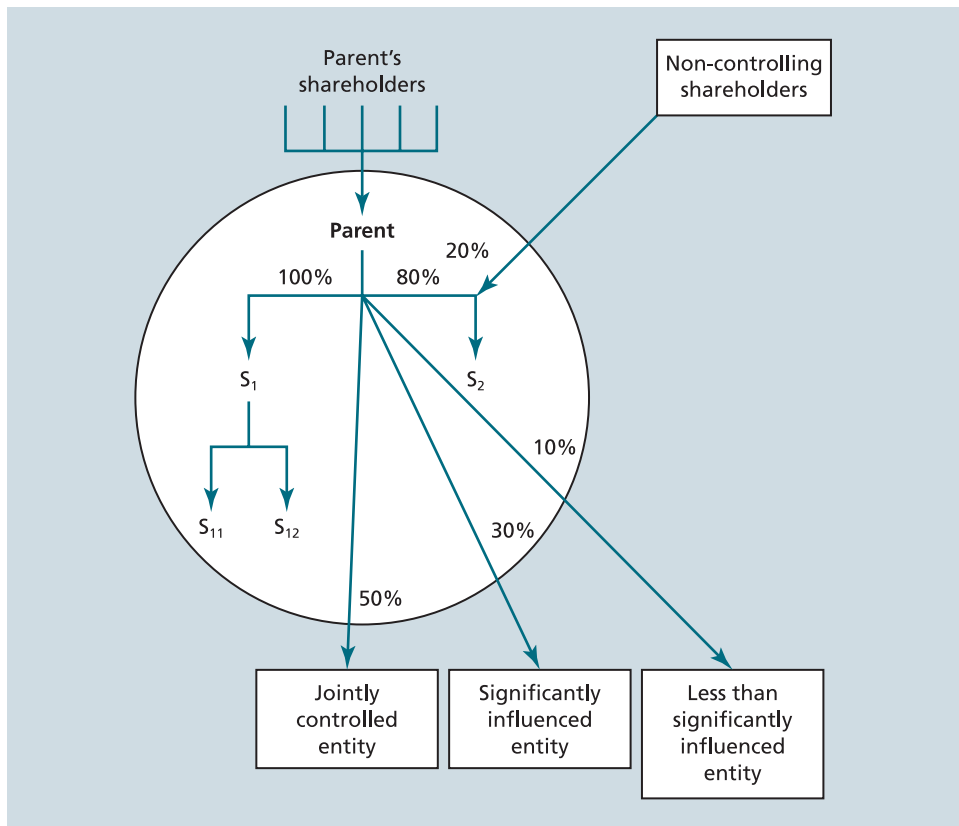 Parent's
shareholders
Non-controlling
shareholders
Parent
20%
100%
80%
S₁
S₂
10%
S₁₁
S₁₂
30%
50%
Jointly
controlled
entity
Significantly
influenced
entity
Less than
significantly
influenced
entity